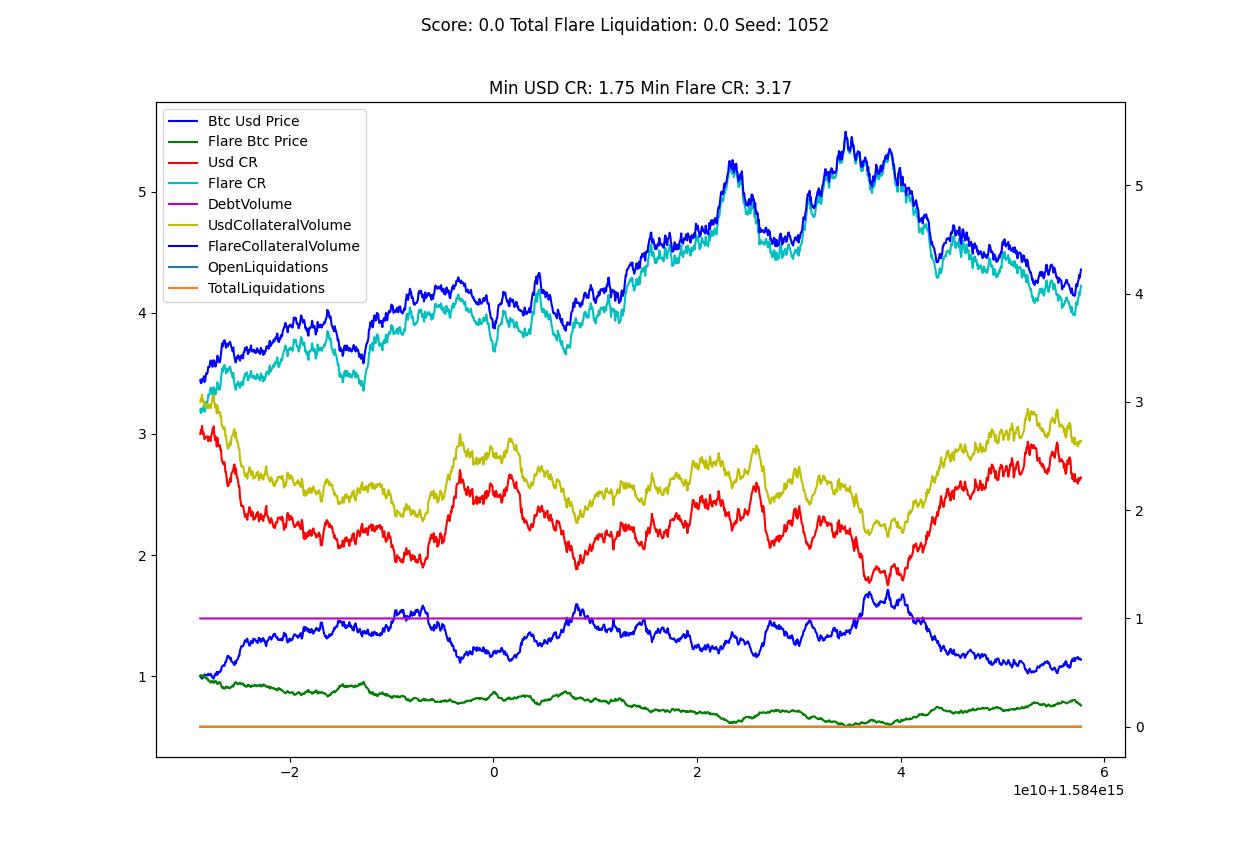 Score: 0.0 Total Flare Liquidation: 0.0 Seed: 1052
Min USD CR: 1.75 Min Flare CR: 3.17
Btc Usd Price
Flare Btc Price
Usd CR
Flare CR
DebtVolume
UsdCollateralVolume
FlareCollateralVolume
OpenLiquidations
TotalLiquidations
5
4
3
2
1
5
4
3
2
1
0
−2
0
2
4
6
1e10+1.584e15